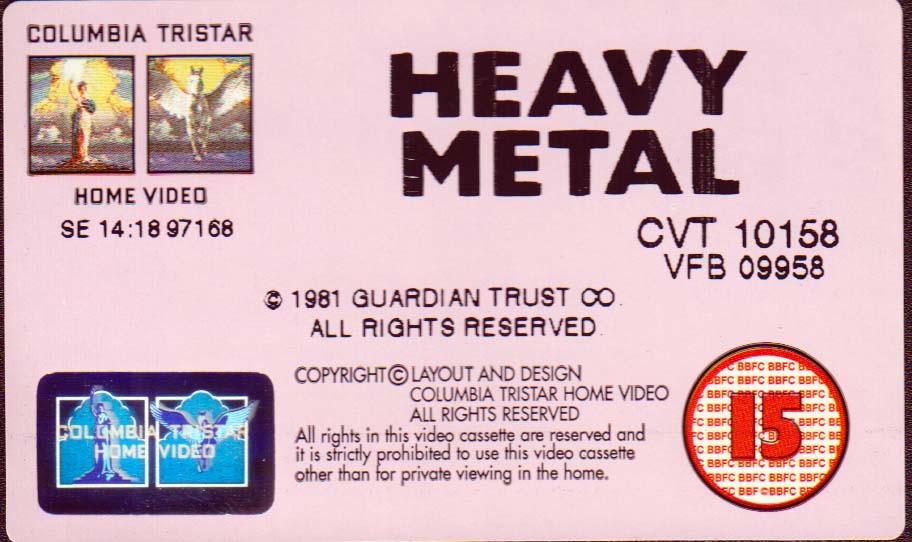 COLUMBIA TRISTAR
HOME VIDEO
SE 14:18 97168
HEAVY
METAL
CVT 10158
VFB 09958
© 1981 GUARDIAN TRUST CO.
ALL RIGHTS RESERVED
COPYRIGHT © LAYOUT AND DESIGN
COLUMBIA TRISTAR HOME VIDEO
ALL RIGHTS RESERVED
All rights in this video cassette are reserved and
it is strictly prohibited to use this video cassette
other than for private viewing in the home.
COLUMBIA TRISTAR
HOME VIDEO
BBFC BBFC BBFC
15